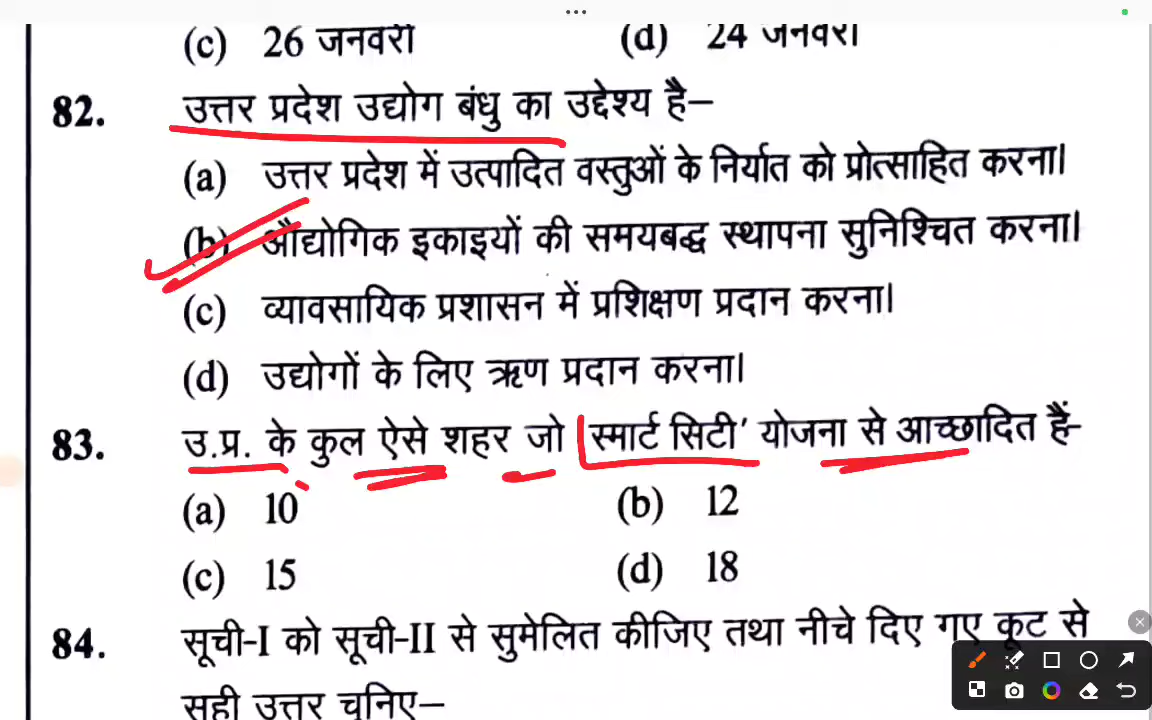 (c) 26 जनवरी (d) 24 जनवरी
82. उत्तर प्रदेश उद्योग बंधु का उद्देश्य है–
(a) उत्तर प्रदेश में उत्पादित वस्तुओं के निर्यात को प्रोत्साहित करना।
(b) औद्योगिक इकाइयों की समयबद्ध स्थापना सुनिश्चित करना।
(c) व्यावसायिक प्रशासन में प्रशिक्षण प्रदान करना।
(d) उद्योगों के लिए ऋण प्रदान करना।
83. उ.प्र. के कुल ऐसे शहर जो स्मार्ट सिटी' योजना से आच्छादित हैं–
(a) 10 (b) 12
(c) 15 (d) 18
84. सूची-I को सूची-II से सुमेलित कीजिए तथा नीचे दिए गए कूट से
सही उत्तर चुनिए–